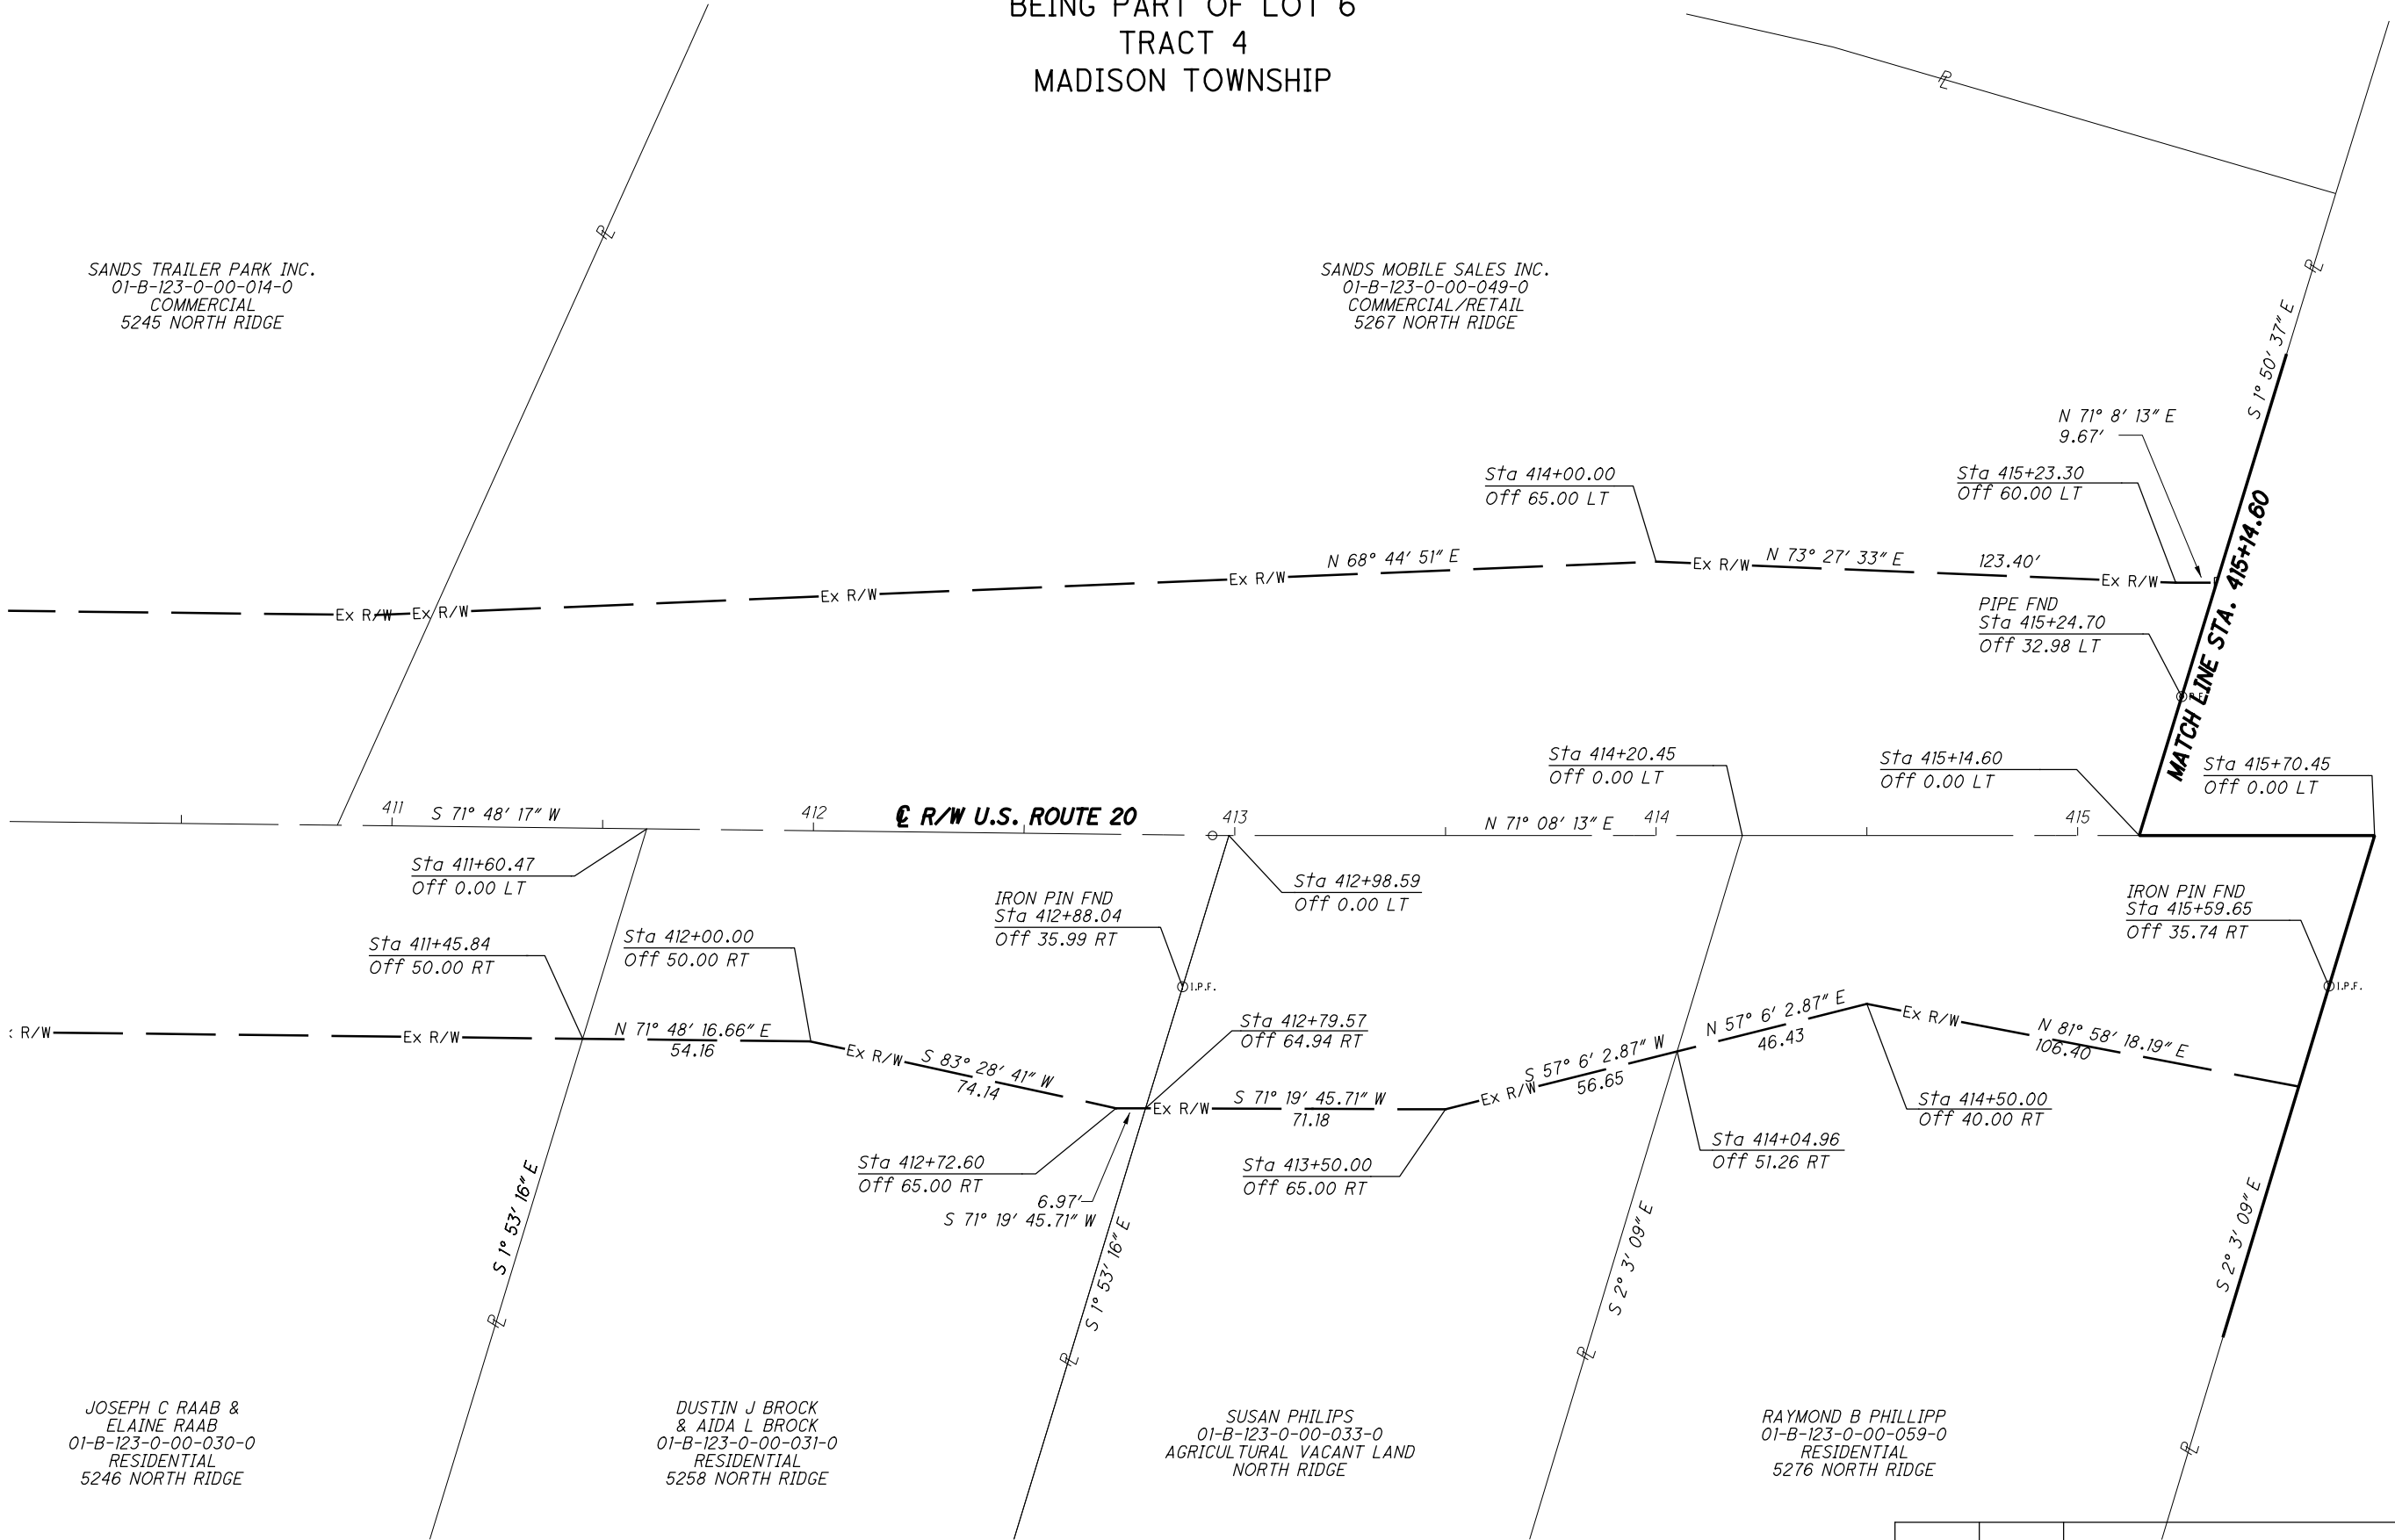 BEING PART OF LOT 6
TRACT 4
MADISON TOWNSHIP
PL
PL
PL
SANDS TRAILER PARK INC.
01-B-123-0-00-014-0
COMMERCIAL
5245 NORTH RIDGE
SANDS MOBILE SALES INC.
01-B-123-0-00-049-0
COMMERCIAL/RETAIL
5267 NORTH RIDGE
S 1° 50' 37" E
N 71° 8' 13" E
9.67'
Sta 414+00.00
Off 65.00 LT
Sta 415+23.30
Off 60.00 LT
MATCH LINE STA. 415+14.60
N 68° 44' 51" E
N 73° 27' 33" E
123.40'
Ex R/W
Ex R/W
Ex R/W
Ex R/W
Ex R/W
Ex R/W
PIPE FND
Sta 415+24.70
Off 32.98 LT
Sta 414+20.45
Off 0.00 LT
Sta 415+14.60
Off 0.00 LT
Sta 415+70.45
Off 0.00 LT
411
S 71° 48' 17" W
412
CL R/W U.S. ROUTE 20
413
N 71° 08' 13" E
414
415
Sta 411+60.47
Off 0.00 LT
Sta 412+98.59
Off 0.00 LT
IRON PIN FND
Sta 412+88.04
Off 35.99 RT
IRON PIN FND
Sta 415+59.65
Off 35.74 RT
Sta 411+45.84
Off 50.00 RT
Sta 412+00.00
Off 50.00 RT
I.P.F.
I.P.F.
R/W
Ex R/W
N 71° 48' 16.66" E
54.16
Ex R/W
S 83° 28' 41" W
74.14
Sta 412+79.57
Off 64.94 RT
Ex R/W
S 71° 19' 45.71" W
71.18
Ex R/W
S 57° 6' 2.87" W
56.65
N 57° 6' 2.87" E
46.43
Ex R/W
N 81° 58' 18.19" E
106.40
Sta 414+50.00
Off 40.00 RT
Sta 414+04.96
Off 51.26 RT
Sta 412+72.60
Off 65.00 RT
Sta 413+50.00
Off 65.00 RT
6.97'
S 71° 19' 45.71" W
S 1° 53' 16" E
S 1° 53' 16" E
S 2° 3' 09" E
S 2° 3' 09" E
PL
PL
PL
PL
JOSEPH C RAAB &
ELAINE RAAB
01-B-123-0-00-030-0
RESIDENTIAL
5246 NORTH RIDGE
DUSTIN J BROCK
& AIDA L BROCK
01-B-123-0-00-031-0
RESIDENTIAL
5258 NORTH RIDGE
SUSAN PHILIPS
01-B-123-0-00-033-0
AGRICULTURAL VACANT LAND
NORTH RIDGE
RAYMOND B PHILLIPP
01-B-123-0-00-059-0
RESIDENTIAL
5276 NORTH RIDGE